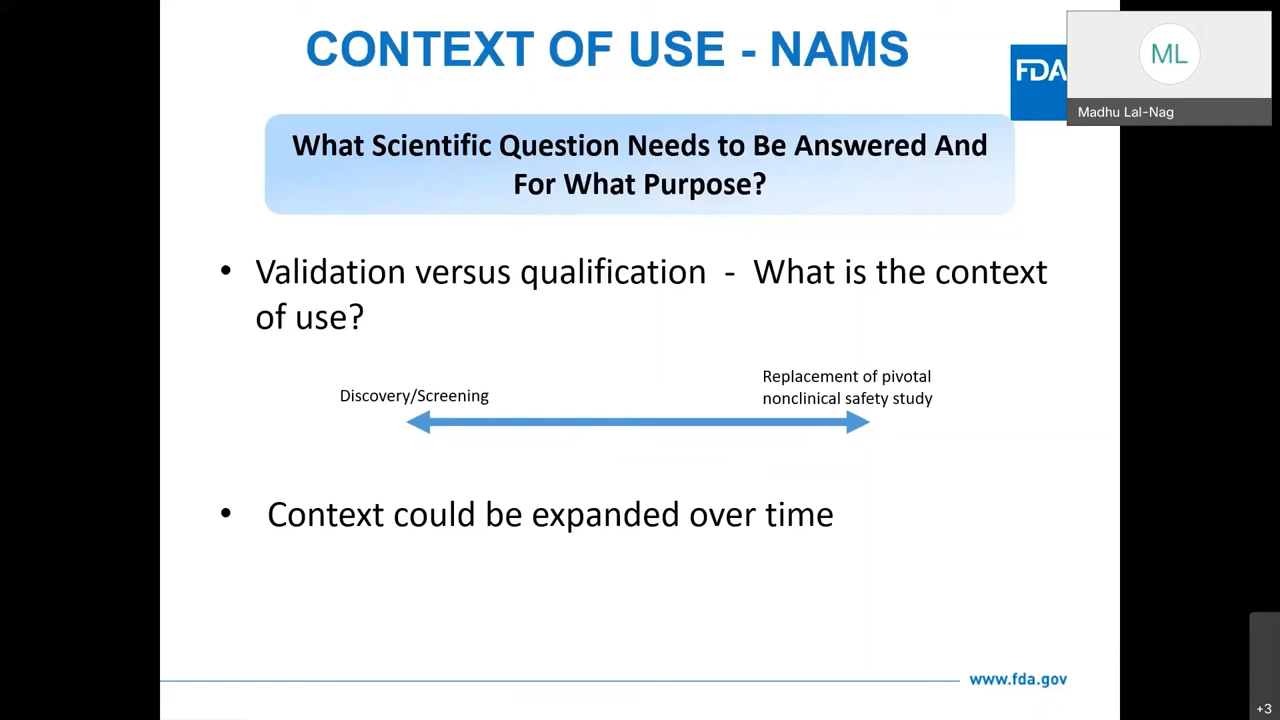 CONTEXT OF USE - NAMS
FDA
ML
Madhu Lal-Nag
What Scientific Question Needs to Be Answered And
For What Purpose?
• Validation versus qualification - What is the context
of use?
Discovery/Screening
Replacement of pivotal
nonclinical safety study
• Context could be expanded over time
www.fda.gov
+3